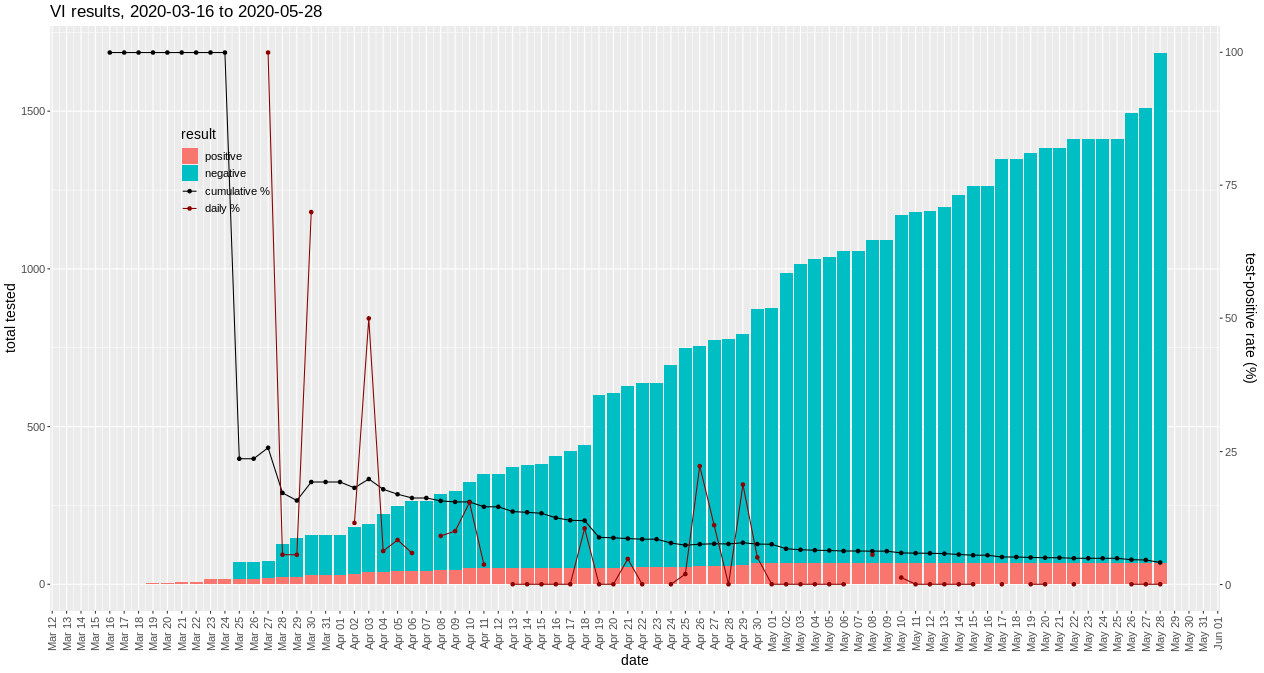 VI results, 2020-03-16 to 2020-05-28
total tested
1500
1000
500
0
result
positive
negative
cumulative %
daily %
100
75
50
25
0
test-positive rate (%)
Mar 12
Mar 13
Mar 14
Mar 15
Mar 16
Mar 17
Mar 18
Mar 19
Mar 20
Mar 21
Mar 22
Mar 23
Mar 24
Mar 25
Mar 26
Mar 27
Mar 28
Mar 29
Mar 30
Mar 31
Apr 01
Apr 02
Apr 03
Apr 04
Apr 05
Apr 06
Apr 07
Apr 08
Apr 09
Apr 10
Apr 11
Apr 12
Apr 13
Apr 14
Apr 15
Apr 16
Apr 17
Apr 18
Apr 19
Apr 20
Apr 21
Apr 22
Apr 23
Apr 24
Apr 25
Apr 26
Apr 27
Apr 28
Apr 29
Apr 30
May 01
May 02
May 03
May 04
May 05
May 06
May 07
May 08
May 09
May 10
May 11
May 12
May 13
May 14
May 15
May 16
May 17
May 18
May 19
May 20
May 21
May 22
May 23
May 24
May 25
May 26
May 27
May 28
May 29
May 30
May 31
Jun 01
date